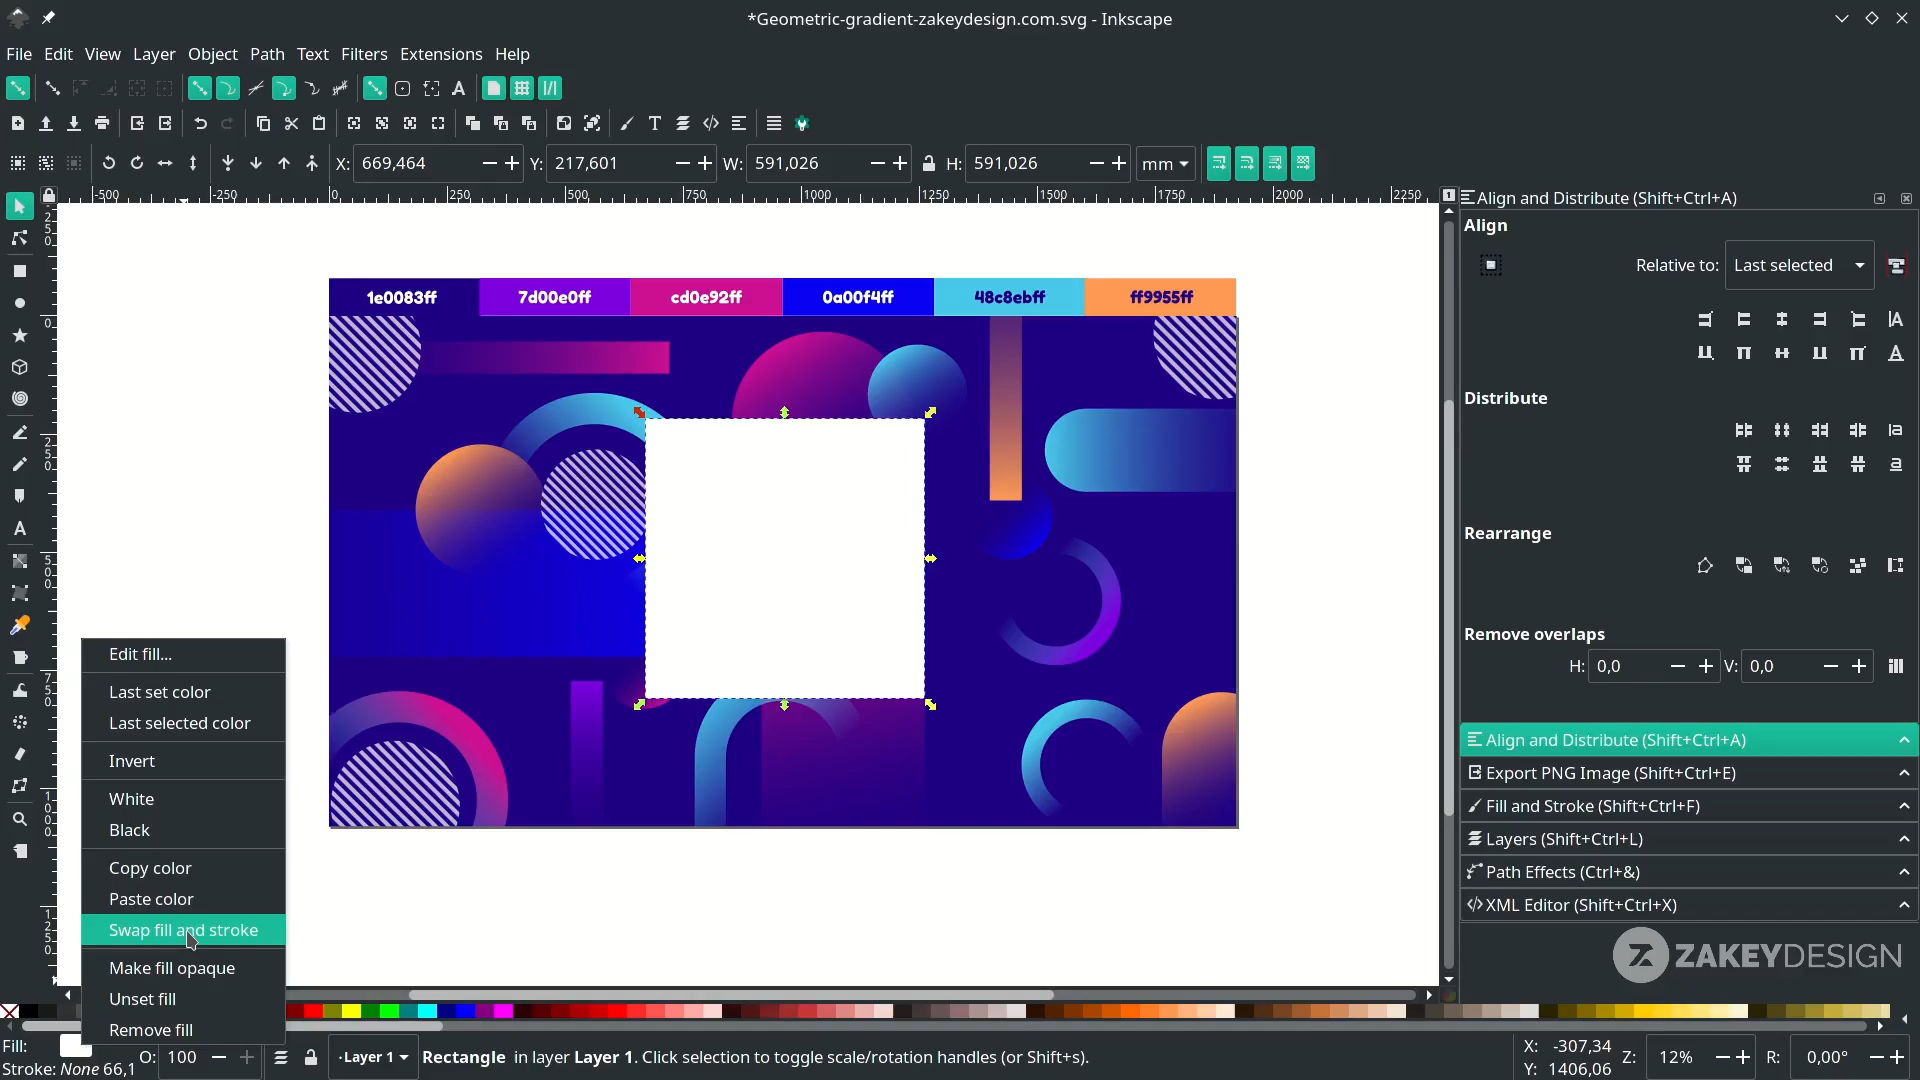 *Geometric-gradient-zakeydesign.com.svg - Inkscape
File Edit View Layer Object Path Text Filters Extensions Help
X: 669,464 Y: 217,601 W: 591,026 H: 591,026 mm
-500 -250 0 250 500 750 1000 1250 1500 1750 2000 2250
1
Align and Distribute (Shift+Ctrl+A)
Align
Relative to: Last selected
1e0083ff 7d00e0ff cd0e92ff 0a00f4ff 48c8ebff ff9955ff
Distribute
Rearrange
Remove overlaps
H: 0,0 V: 0,0
Edit fill...
Last set color
Last selected color
Invert
White
Black
Copy color
Paste color
Swap fill and stroke
Make fill opaque
Unset fill
Remove fill
Align and Distribute (Shift+Ctrl+A)
Export PNG Image (Shift+Ctrl+E)
Fill and Stroke (Shift+Ctrl+F)
Layers (Shift+Ctrl+L)
Path Effects (Ctrl+&)
XML Editor (Shift+Ctrl+X)
ZAKEYDESIGN
Fill:
Stroke: None 66,1
O: 100
·Layer 1
Rectangle in layer Layer 1. Click selection to toggle scale/rotation handles (or Shift+s).
X: -307,34
Y: 1406,06
Z: 12%
R: 0,00°